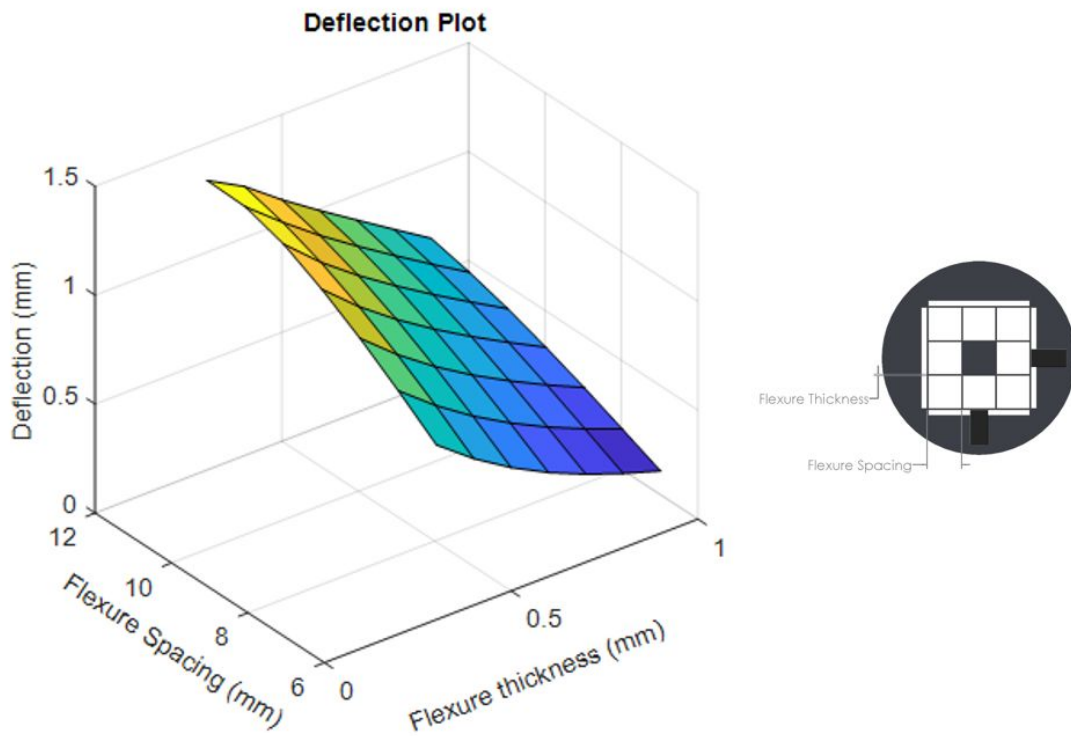 Deflection Plot
1.5
1
0.5
0
Deflection (mm)
12
10
8
6
Flexure Spacing (mm)
0
0.5
1
Flexure thickness (mm)
Flexure Thickness
Flexure Spacing